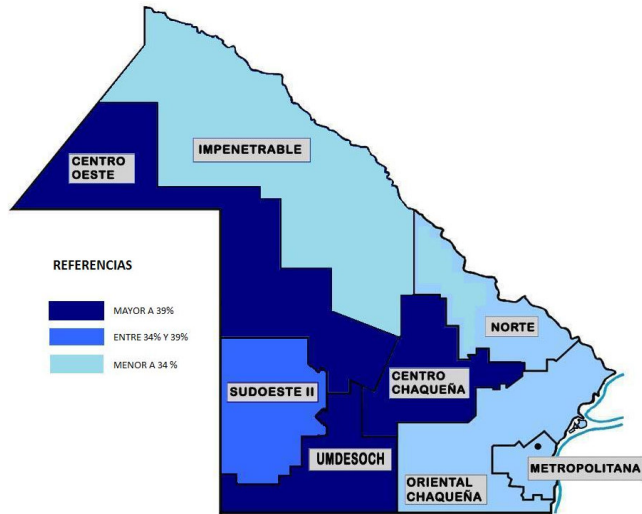 IMPENETRABLE
CENTRO
OESTE
REFERENCIAS
MAYOR A 39%
ENTRE 34% Y 39%
MENOR A 34 %
NORTE
CENTRO
CHAQUEÑA
SUDOESTE II
UMDESOCH
ORIENTAL
CHAQUEÑA
METROPOLITANA